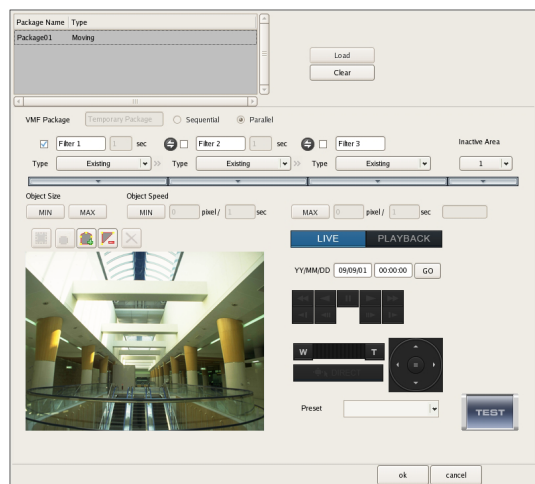 Package Name Type
Package01 Moving
Load
Clear
VMF Package Temporary Package Sequential Parallel
Filter 1 1 sec Filter 2 1 sec Filter 3 Inactive Area
Type Existing Type Existing Type Existing 1
Object Size Object Speed
MIN MAX MIN 0 pixel / 1 sec MAX 0 pixel / 1 sec
LIVE PLAYBACK
YY/MM/DD 09/09/01 00:00:00 GO
W T
DIRECT
Preset
TEST
ok cancel